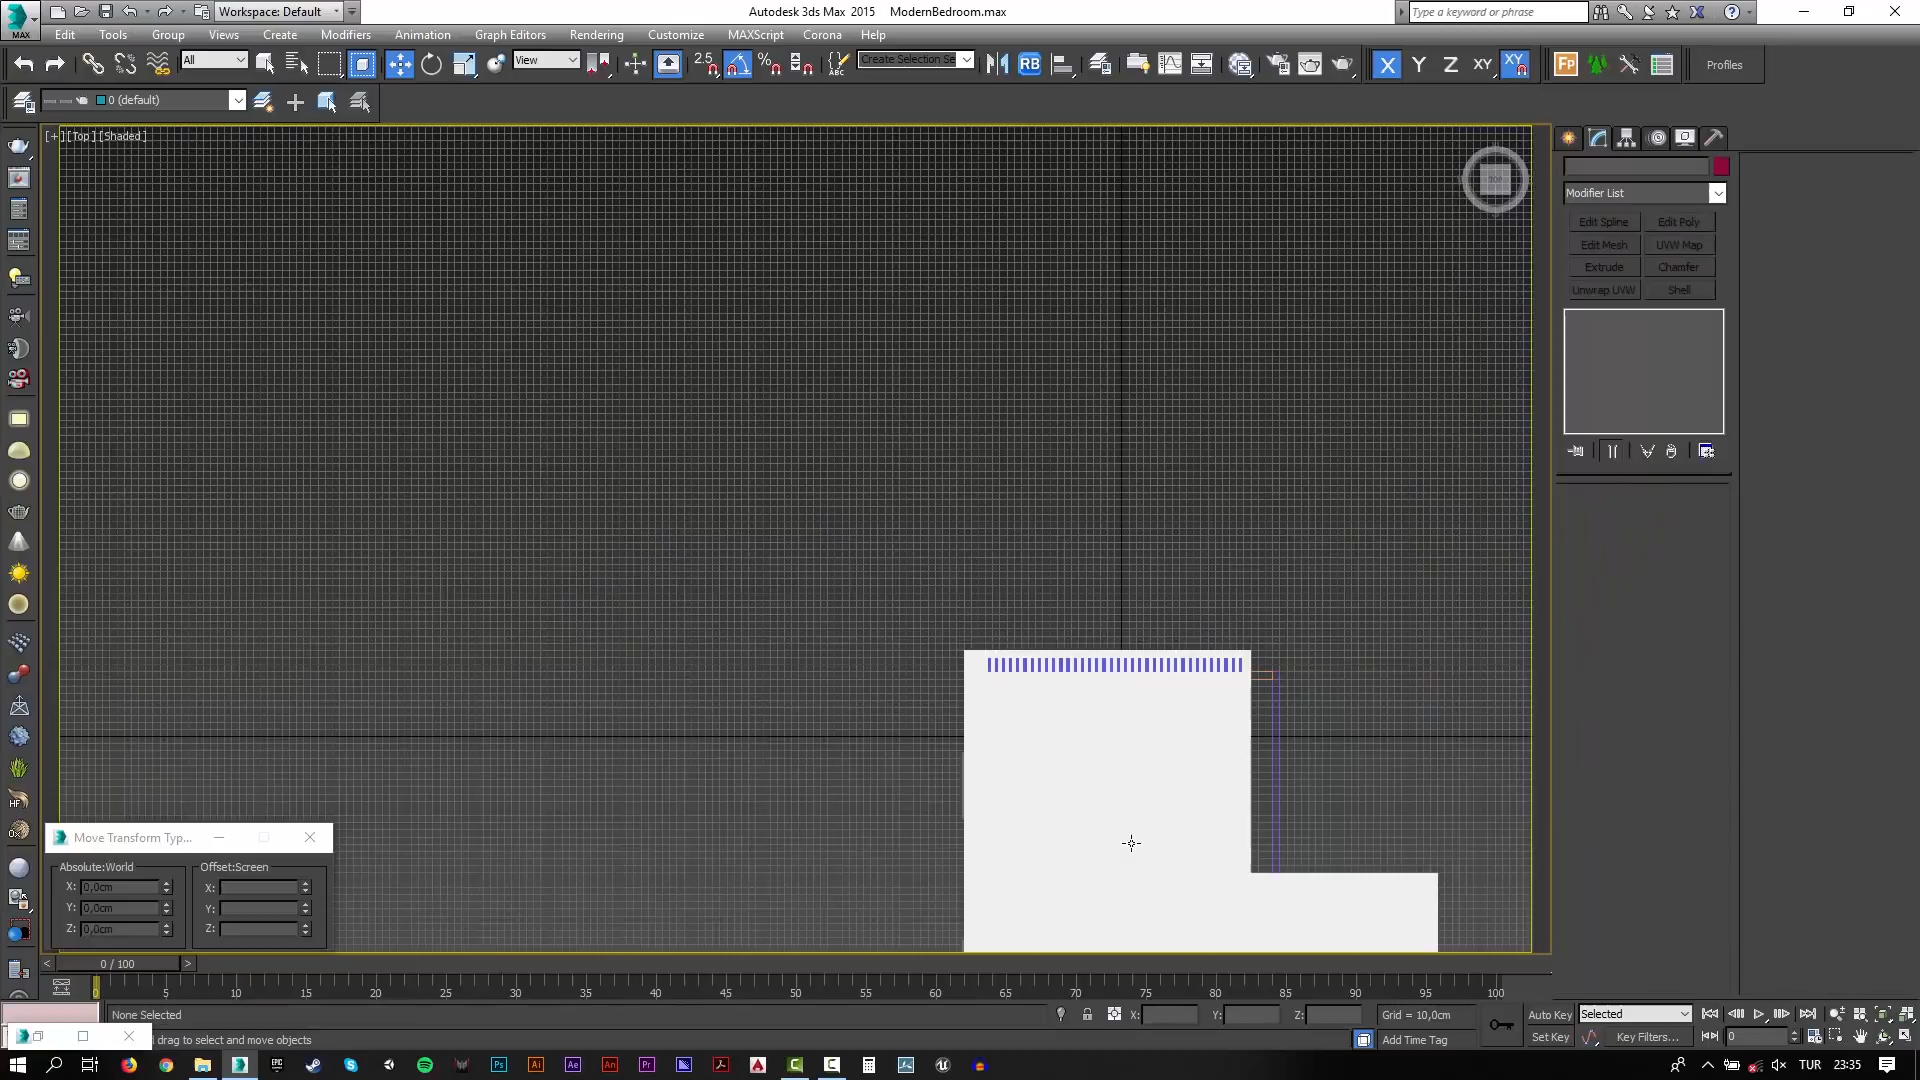 Workspace: Default
Autodesk 3ds Max 2015 ModernBedroom.max
Type a keyword or phrase
MAX
Edit Tools Group Views Create Modifiers Animation Graph Editors Rendering Customize MAXScript Corona Help
All
View
2.5
Create Selection Se
RB
X Y Z XY XY
Profiles
0 (default)
[+][Top][Shaded]
TOP
Modifier List
Edit Spline Edit Poly
Edit Mesh UVW Map
Extrude Chamfer
Unwrap UVW Shell
HF
Move Transform Typ...
Absolute:World Offset:Screen
X: 0,0cm X:
Y: 0,0cm Y:
Z: 0,0cm Z:
< 0 / 100 >
0 5 10 15 20 25 30 35 40 45 50 55 60 65 70 75 80 85 90 95 100
None Selected X: Y: Z: Grid = 10,0cm Auto Key Selected
drag to select and move objects Add Time Tag Set Key Key Filters... 0
TUR 23:35